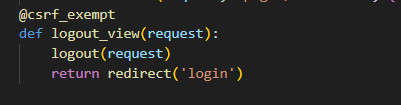 @csrf_exempt
def logout_view(request):
    logout(request)
    return redirect('login')